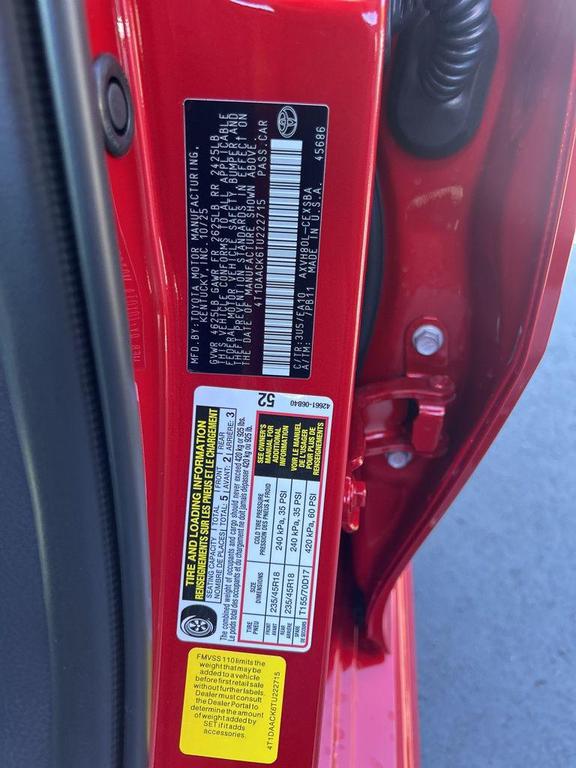 MFD.BY:TOYOTA MOTOR MANUFACTURING,
KENTUCKY, INC. 10/25
GVWR 4625LB GAWR FR 2625LB RR 2425LB
THIS VEHICLE CONFORMS TO ALL APPLICABLE
FEDERAL MOTOR VEHICLE SAFETY, BUMPER, AND
THEFT PREVENTION STANDARDS IN EFFECT ON
THE DATE OF MANUFACTURE SHOWN ABOVE.
4T1DAACK6TU222715 PASS.CAR
C/TR:3U5/EA10 AXVH80L-CEXSBA
A/TM: /PB11 MADE IN U.S.A. 45686
TIRE AND LOADING INFORMATION
RENSEIGNEMENTS SUR LES PNEUS ET LE CHARGEMENT
SEATING CAPACITY TOTAL FRONT REAR
NOMBRE DE PLACES TOTAL: 5 AVANT: 2 ARRIÈRE: 3
The combined weight of occupants and cargo should never exceed 420 kg or 925 lbs.
Le poids total des occupants et du chargement ne doit jamais dépasser 420 kg ou 925 lb.
TIRE
PNEU
SIZE
DIMENSIONS
COLD TIRE PRESSURE
PRESSION DES PNEUS À FROID
FRONT
AVANT
235/45R18
240 kPa, 35 PSI
REAR
ARRIÈRE
235/45R18
240 kPa, 35 PSI
SPARE
DE SECOURS
T155/70D17
420 kPa, 60 PSI
SEE OWNER'S
MANUAL FOR
ADDITIONAL
INFORMATION
VOIR LE MANUEL
DE L'USAGER
POUR PLUS DE
RENSEIGNEMENTS
52
42661-06B40
FMVSS 110 limits the
weight that may be
added to a vehicle
before first retail sale
without further labels.
Dealer must consult
the Dealer Portal to
determine the amount
of weight added by
SET if it adds
accessories.
4T1DAACK6TU222715